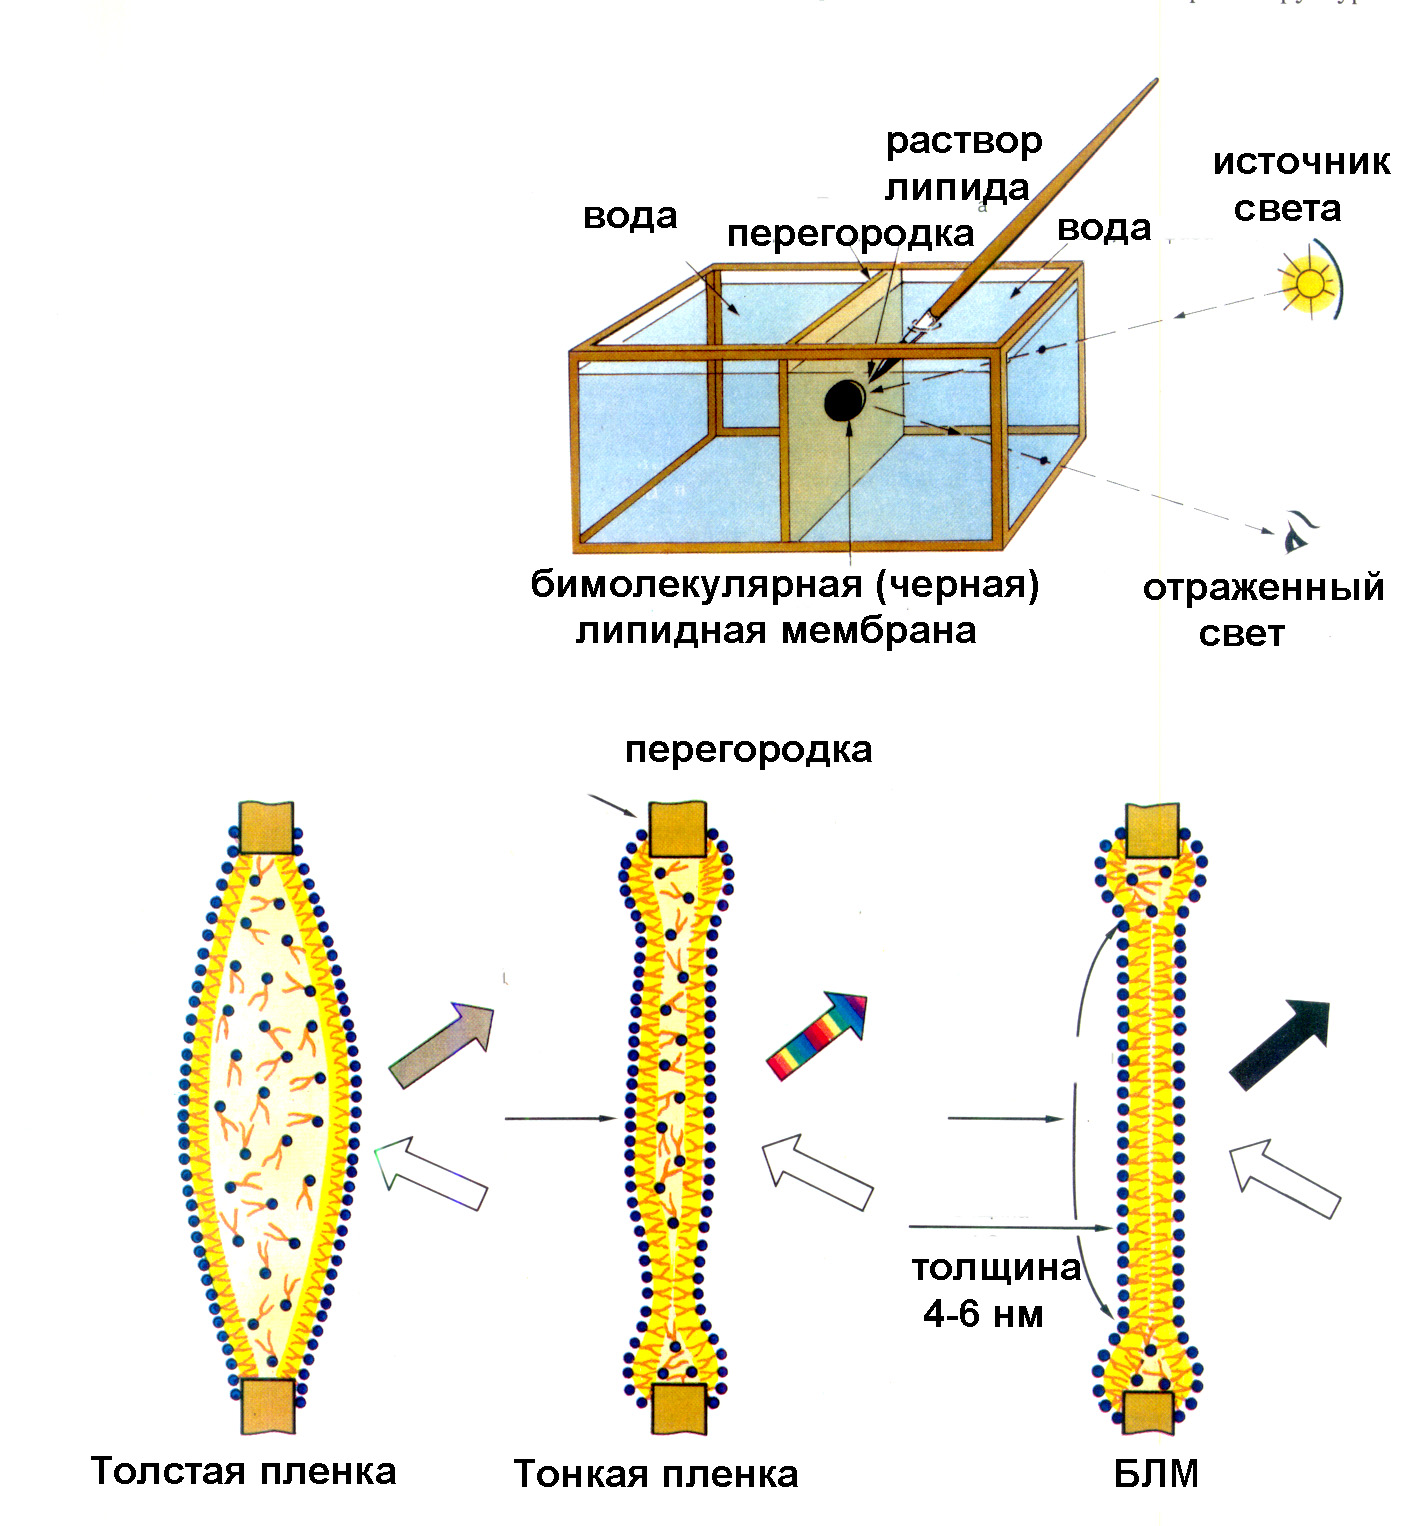 раствор
липида
источник
света
вода
перегородка
вода
а
бимолекулярная (черная)
липидная мембрана
отраженный
свет
перегородка
толщина
4-6 нм
Толстая пленка
Тонкая пленка
БЛМ